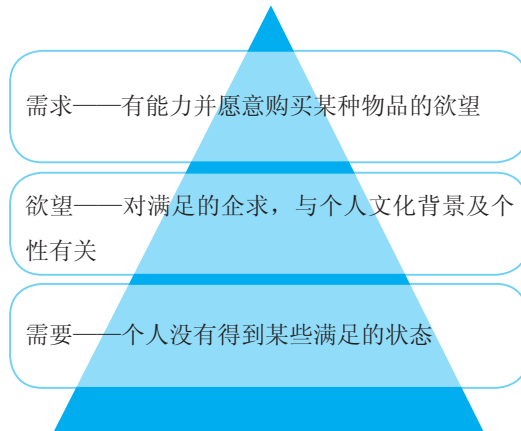 需求——有能力并愿意购买某种物品的欲望
欲望——对满足的企求，与个人文化背景及个
性有关
需要——个人没有得到某些满足的状态